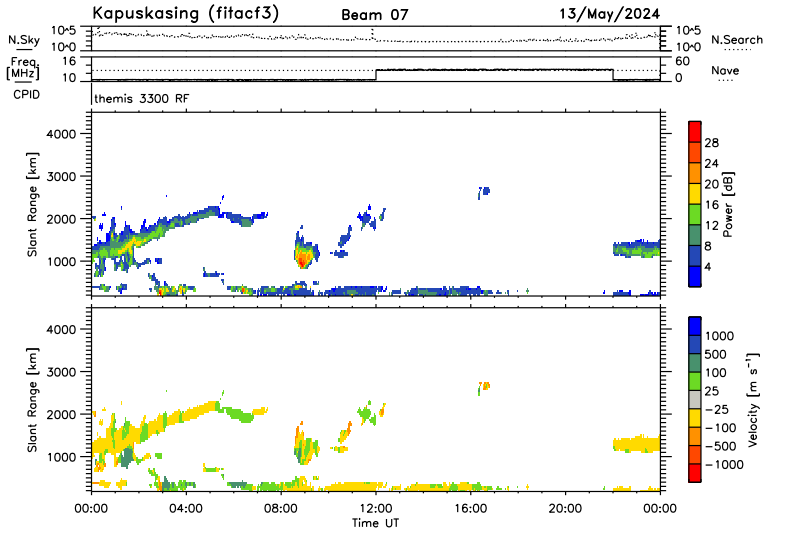 Kapuskasing (fitacf3) Beam 07 13/May/2024
N.Sky 10^5 10^0 10^5 10^0 N.Search
Freq. [MHz] 16 10 60 0 Nave
CPID themis 3300 RF
Slant Range [km] 4000 3000 2000 1000
Power [dB] 28 24 20 16 12 8 4
Slant Range [km] 4000 3000 2000 1000
Velocity [m s⁻¹] 1000 500 100 25 −25 −100 −500 −1000
00:00 04:00 08:00 12:00 16:00 20:00 00:00
Time UT